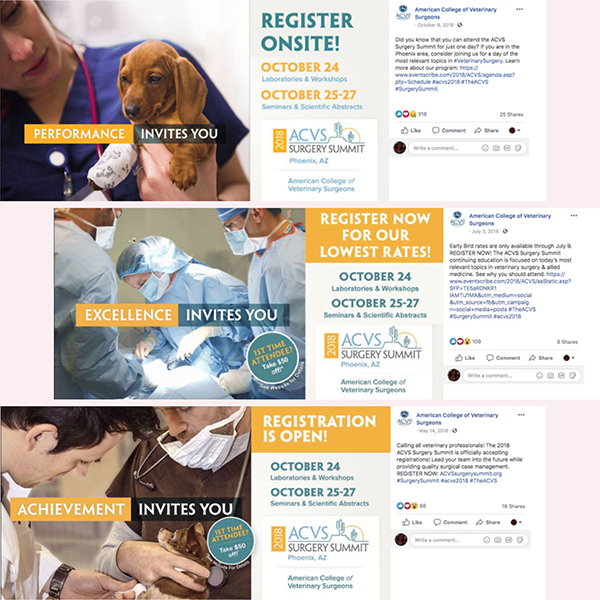 PERFORMANCE INVITES YOU
REGISTER
ONSITE!
OCTOBER 24
Laboratories & Workshops
OCTOBER 25-27
Seminars & Scientific Abstracts
2018 ACVS
SURGERY SUMMIT
Phoenix, AZ
American College of
Veterinary Surgeons
ACVS
American College of Veterinary
Surgeons
October 9, 2018 ·
Did you know that you can attend the ACVS
Surgery Summit for just one day? If you are in the
Phoenix area, consider joining us for a day of the
most relevant topics in #VeterinarySurgery. Learn
more about our program: https://
www.eventscribe.com/2018/ACVS/agenda.asp?
pfp=Schedule #acvs2018 #TheACVS
#SurgerySummit
318
25 Shares
Like Comment Share
Write a comment...
EXCELLENCE INVITES YOU
1ST TIME
ATTENDEE?
Take $50
off!*
*See Website for Details
REGISTER NOW
FOR OUR
LOWEST RATES!
OCTOBER 24
Laboratories & Workshops
OCTOBER 25-27
Seminars & Scientific Abstracts
2018 ACVS
SURGERY SUMMIT
Phoenix, AZ
American College of
Veterinary Surgeons
ACVS
American College of Veterinary
Surgeons
July 3, 2018 ·
Early Bird rates are only available through July 9.
REGISTER NOW! The ACVS Surgery Summit
continuing education is focused on today's most
relevant topics in veterinary surgery & allied
medicine. See why you should attend: https://
www.eventscribe.com/2018/ACVS/aaStatic.asp?
SFP=TE5aR0NKR1
IAMTU1MA&utm_medium=social
&utm_source=fb&utm_campaig
n=social+media+posts #TheACVS
#SurgerySummit #acvs2018
109
8 Shares
Like Comment Share
Write a comment...
ACHIEVEMENT INVITES YOU
1ST TIME
ATTENDEE?
Take $50
off!*
REGISTRATION
IS OPEN!
OCTOBER 24
Laboratories & Workshops
OCTOBER 25-27
Seminars & Scientific Abstracts
2018 ACVS
SURGERY SUMMIT
Phoenix, AZ
American College of
Veterinary Surgeons
ACVS
American College of Veterinary
Surgeons
May 14, 2018 ·
Calling all veterinary professionals! The 2018
ACVS Surgery Summit is officially accepting
registrations! Lead your team into the future while
providing quality surgical case management.
REGISTER NOW: ACVSsurgerysummit.org
#SurgerySummit #acvs2018 #TheACVS
88
18 Shares
Like Comment Share
Write a comment...